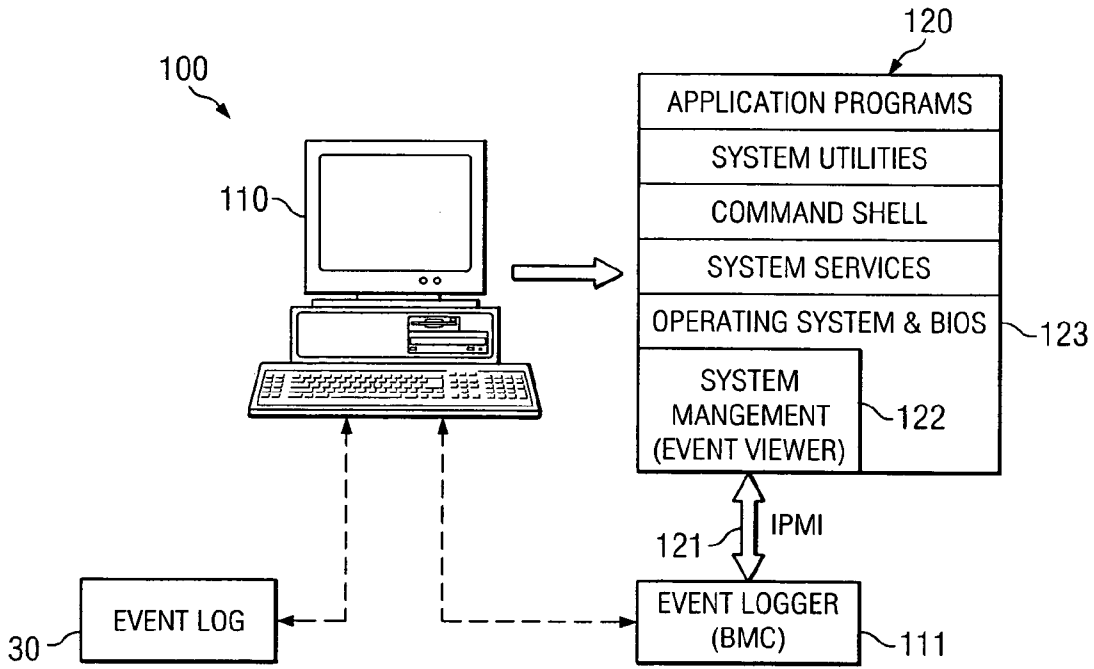 120
100
APPLICATION PROGRAMS
SYSTEM UTILITIES
110
COMMAND SHELL
SYSTEM SERVICES
OPERATING SYSTEM & BIOS
123
SYSTEM
MANGEMENT
(EVENT VIEWER)
122
121
IPMI
EVENT LOG
30
EVENT LOGGER
(BMC)
111